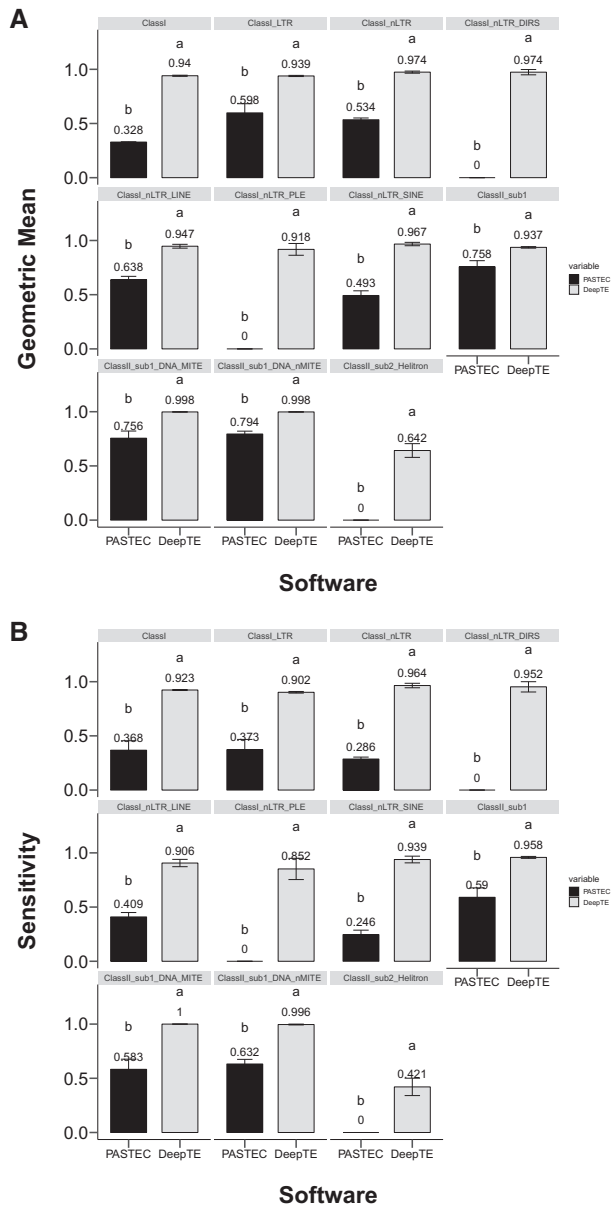 A
Geometric Mean
ClassI ClassI_LTR ClassI_nLTR ClassI_nLTR_DIRS
a a a a
0.94 0.939 0.974 0.974
b b b b
0.328 0.598 0.534 0
1.0
0.5
0.0
ClassI_nLTR_LINE ClassI_nLTR_PLE ClassI_nLTR_SINE ClassII_sub1
a a a a
0.947 0.918 0.967 0.937
b b b b
0.638 0 0.493 0.758
1.0
0.5
0.0
variable
PASTEC
DeepTE
ClassII_sub1_DNA_MITE ClassII_sub1_DNA_nMITE ClassII_sub2_Helitron
PASTEC DeepTE
a a a
0.998 0.998 0.642
b b b
0.756 0.794 0
1.0
0.5
0.0
PASTEC DeepTE PASTEC DeepTE PASTEC DeepTE
Software
B
Sensitivity
ClassI ClassI_LTR ClassI_nLTR ClassI_nLTR_DIRS
a a a a
0.923 0.902 0.964 0.952
b b b b
0.368 0.373 0.286 0
1.0
0.5
0.0
ClassI_nLTR_LINE ClassI_nLTR_PLE ClassI_nLTR_SINE ClassII_sub1
a a a a
0.906 0.852 0.939 0.958
b b b b
0.409 0 0.246 0.59
1.0
0.5
0.0
variable
PASTEC
DeepTE
ClassII_sub1_DNA_MITE ClassII_sub1_DNA_nMITE ClassII_sub2_Helitron
PASTEC DeepTE
a a a
1 0.996 0.421
b b b
0.583 0.632 0
1.0
0.5
0.0
PASTEC DeepTE PASTEC DeepTE PASTEC DeepTE
Software